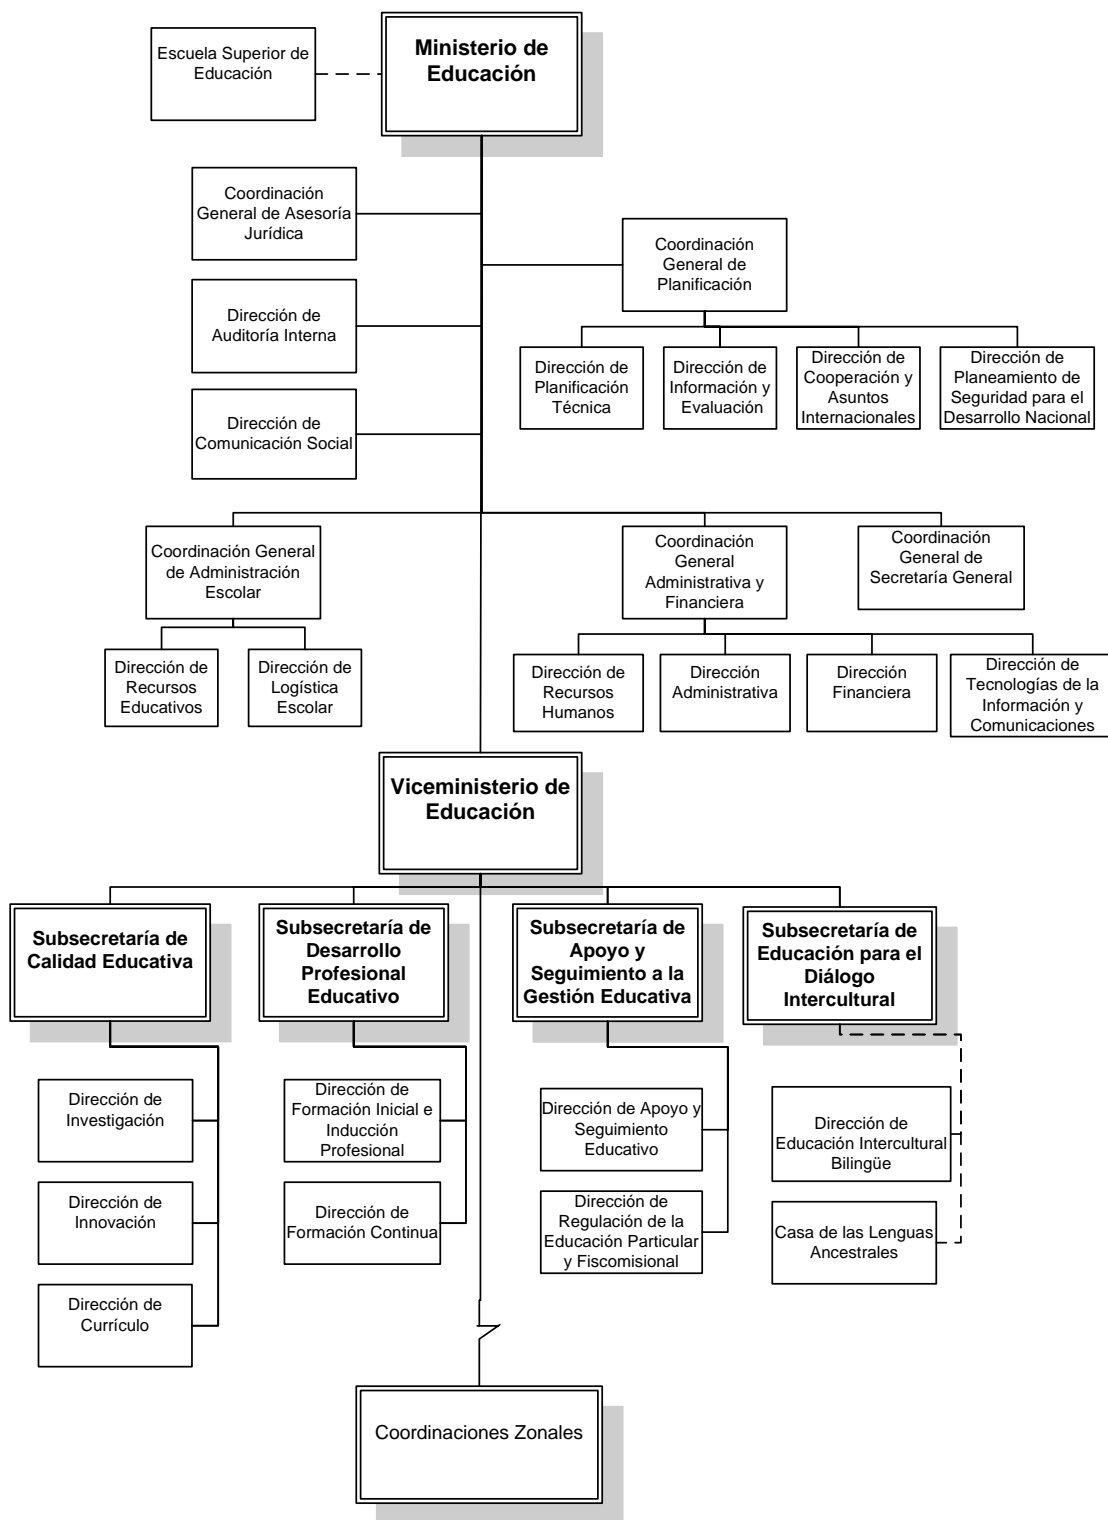 Escuela Superior de
Educación
Ministerio de
Educación
Coordinación
General de Asesoría
Jurídica
Coordinación
General de
Planificación
Dirección de
Auditoría Interna
Dirección de
Planificación
Técnica
Dirección de
Información y
Evaluación
Dirección de
Cooperación y
Asuntos
Internacionales
Dirección de
Planeamiento de
Seguridad para el
Desarrollo Nacional
Dirección de
Comunicación Social
Coordinación General
de Administración
Escolar
Coordinación
General
Administrativa y
Financiera
Coordinación
General de
Secretaría General
Dirección de
Recursos
Educativos
Dirección de
Logística
Escolar
Dirección de
Recursos
Humanos
Dirección
Administrativa
Dirección
Financiera
Dirección de
Tecnologías de la
Información y
Comunicaciones
Viceministerio de
Educación
Subsecretaría de
Calidad Educativa
Subsecretaría de
Desarrollo
Profesional
Educativo
Subsecretaría de
Apoyo y
Seguimiento a la
Gestión Educativa
Subsecretaría de
Educación para el
Diálogo
Intercultural
Dirección de
Investigación
Dirección de
Innovación
Dirección de
Currículo
Dirección de
Formación Inicial e
Inducción
Profesional
Dirección de
Formación Continua
Dirección de Apoyo y
Seguimiento
Educativo
Dirección de
Regulación de la
Educación Particular
y Fiscomisional
Dirección de
Educación Intercultural
Bilingüe
Casa de las Lenguas
Ancestrales
Coordinaciones Zonales